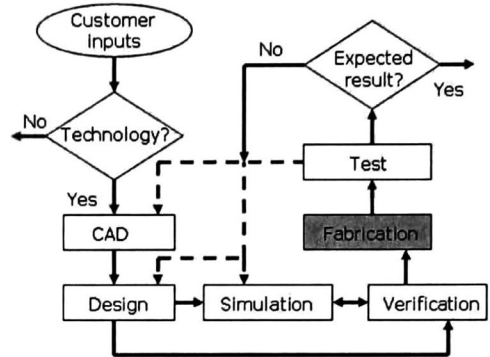 Customer
Inputs
No
Technology?
Yes
CAD
Design
Simulation
Verification
Fabrication
Test
Expected
result?
No
Yes